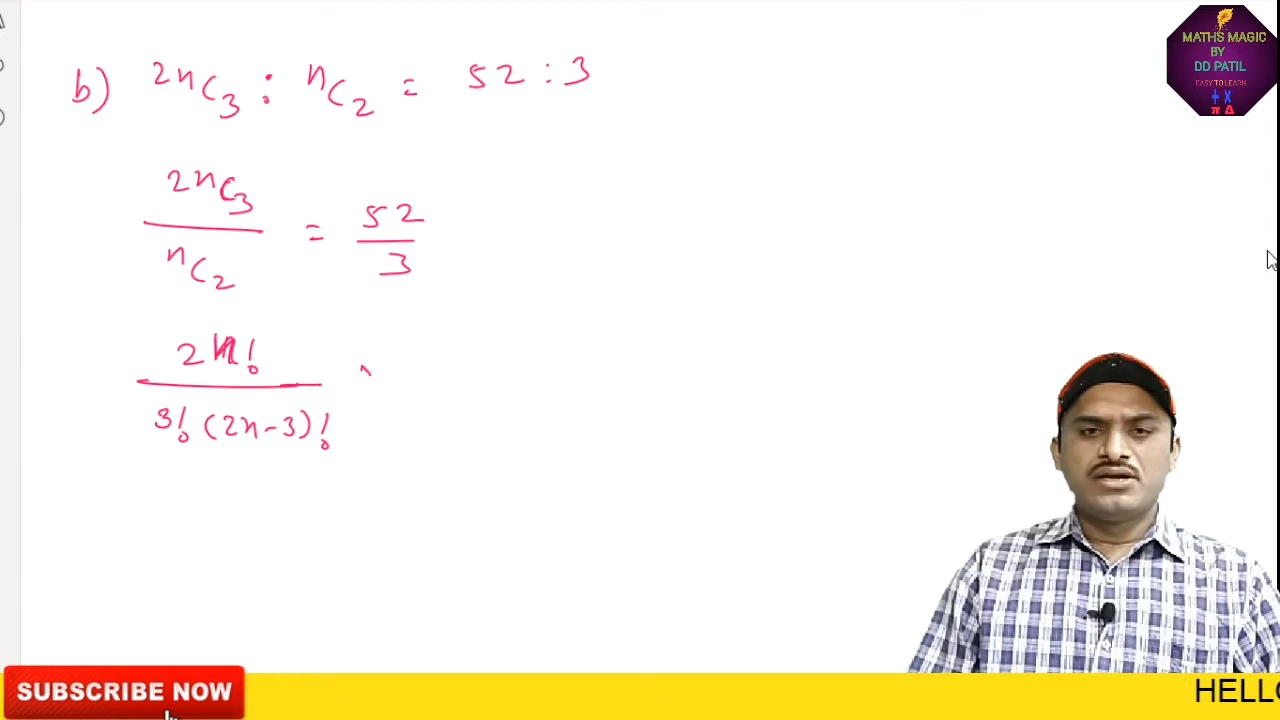 b) 2nC3 : nC2 = 52 : 3
2nC3
nC2
= 52
3
2n!
3! (2n-3)!
MATHS MAGIC
BY
DD PATIL
EASY TO LEARN
+ X
π Δ
SUBSCRIBE NOW
HELLO